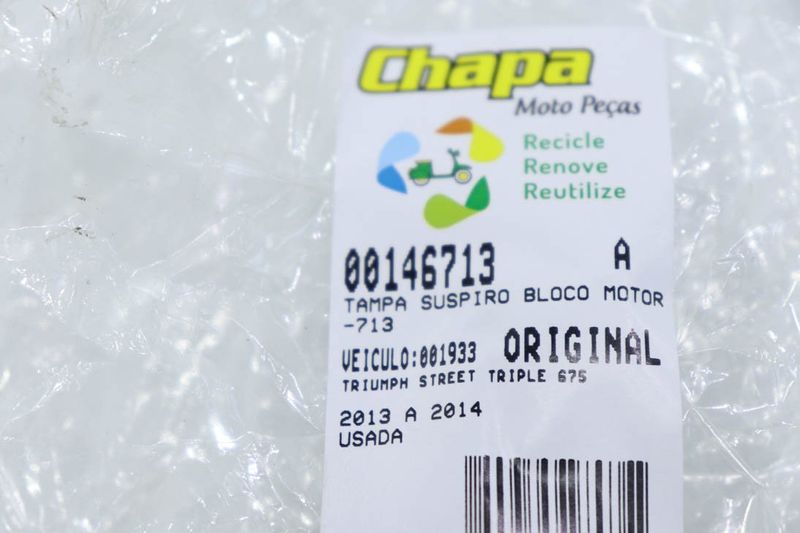 Chapa
Moto Peças
Recicle
Renove
Reutilize
00146713 A
TAMPA SUSPIRO BLOCO MOTOR
-713
VEICULO:001933 ORIGINAL
TRIUMPH STREET TRIPLE 675
2013 A 2014
USADA